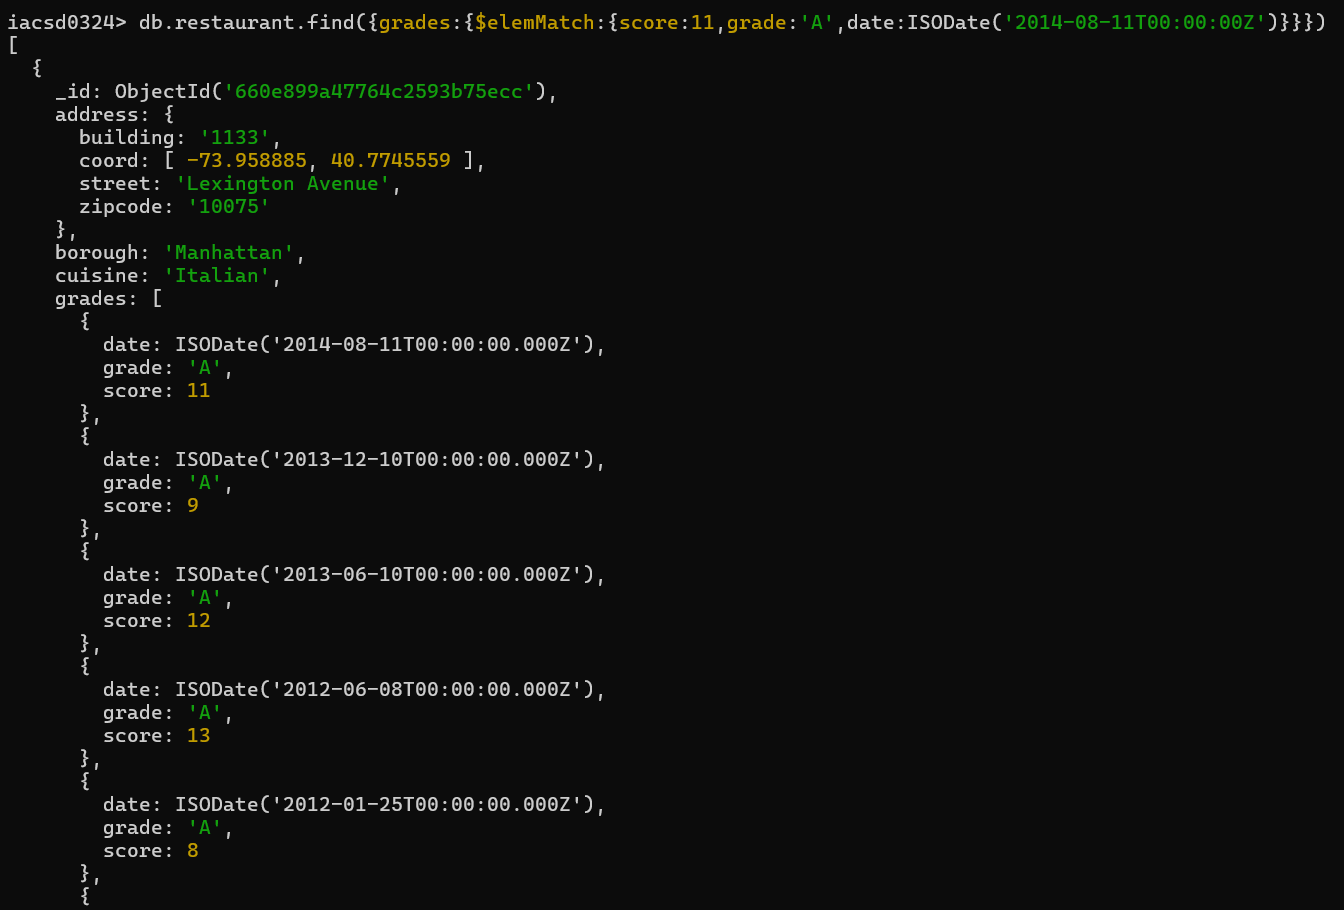 iacsd0324> db.restaurant.find({grades:{$elemMatch:{score:11,grade:'A',date:ISODate('2014-08-11T00:00:00Z')}}})
[
  {
    _id: ObjectId('660e899a47764c2593b75ecc'),
    address: {
      building: '1133',
      coord: [ -73.958885, 40.7745559 ],
      street: 'Lexington Avenue',
      zipcode: '10075'
    },
    borough: 'Manhattan',
    cuisine: 'Italian',
    grades: [
      {
        date: ISODate('2014-08-11T00:00:00.000Z'),
        grade: 'A',
        score: 11
      },
      {
        date: ISODate('2013-12-10T00:00:00.000Z'),
        grade: 'A',
        score: 9
      },
      {
        date: ISODate('2013-06-10T00:00:00.000Z'),
        grade: 'A',
        score: 12
      },
      {
        date: ISODate('2012-06-08T00:00:00.000Z'),
        grade: 'A',
        score: 13
      },
      {
        date: ISODate('2012-01-25T00:00:00.000Z'),
        grade: 'A',
        score: 8
      },
      {